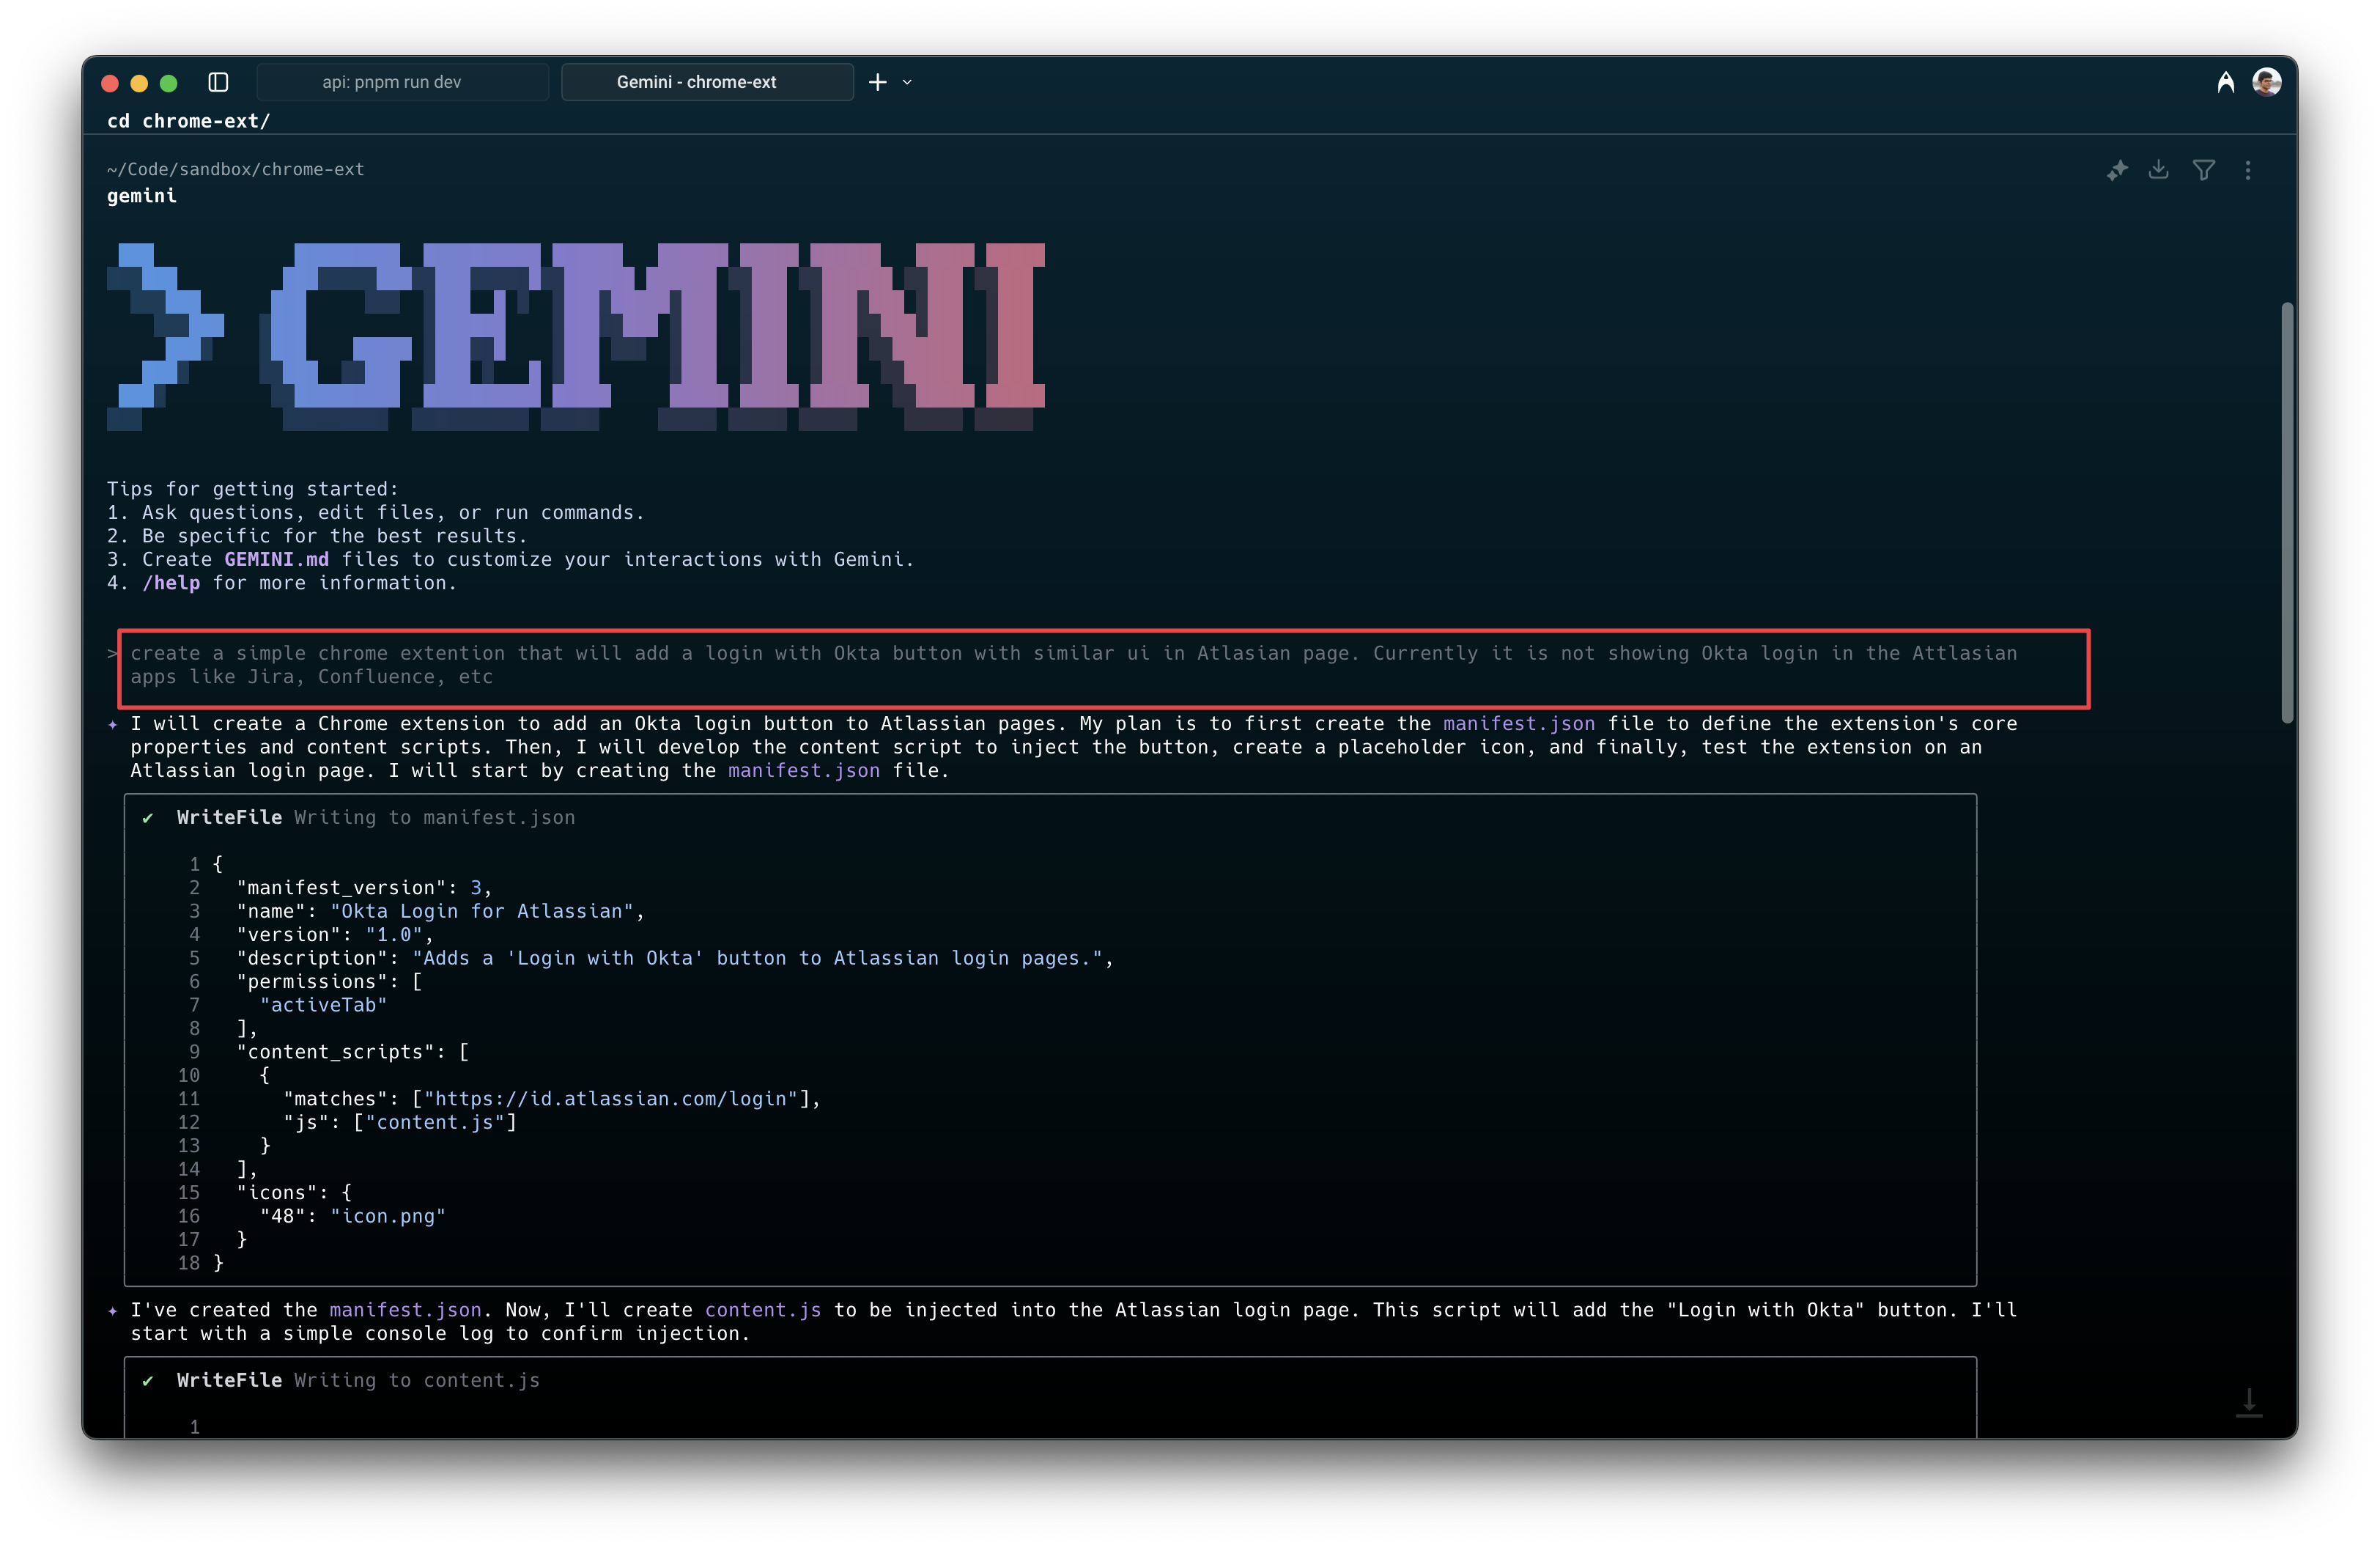 api: pnpm run dev
Gemini - chrome-ext
cd chrome-ext/
~/Code/sandbox/chrome-ext
gemini
> GEMINI
Tips for getting started:
1. Ask questions, edit files, or run commands.
2. Be specific for the best results.
3. Create GEMINI.md files to customize your interactions with Gemini.
4. /help for more information.
> create a simple chrome extention that will add a login with Okta button with similar ui in Atlasian page. Currently it is not showing Okta login in the Attlasian
apps like Jira, Confluence, etc
✦ I will create a Chrome extension to add an Okta login button to Atlassian pages. My plan is to first create the manifest.json file to define the extension's core
properties and content scripts. Then, I will develop the content script to inject the button, create a placeholder icon, and finally, test the extension on an
Atlassian login page. I will start by creating the manifest.json file.
✔ WriteFile Writing to manifest.json
1 {
2   "manifest_version": 3,
3   "name": "Okta Login for Atlassian",
4   "version": "1.0",
5   "description": "Adds a 'Login with Okta' button to Atlassian login pages.",
6   "permissions": [
7     "activeTab"
8   ],
9   "content_scripts": [
10     {
11       "matches": ["https://id.atlassian.com/login"],
12       "js": ["content.js"]
13     }
14   ],
15   "icons": {
16     "48": "icon.png"
17   }
18 }
✦ I've created the manifest.json. Now, I'll create content.js to be injected into the Atlassian login page. This script will add the "Login with Okta" button. I'll
start with a simple console log to confirm injection.
✔ WriteFile Writing to content.js
1